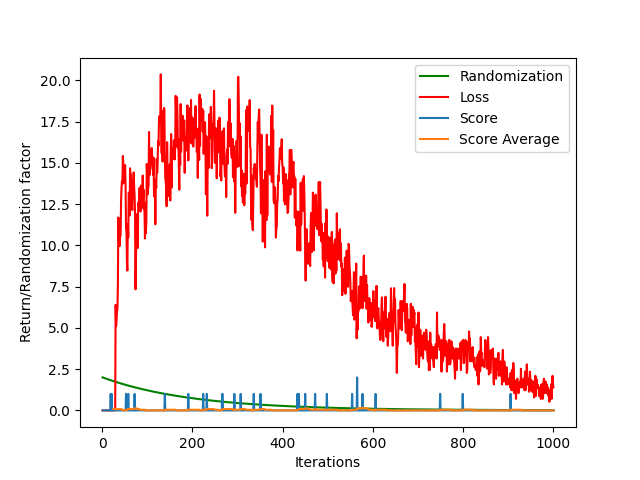 Randomization
Loss
Score
Score Average
Return/Randomization factor
20.0
17.5
15.0
12.5
10.0
7.5
5.0
2.5
0.0
0 200 400 600 800 1000
Iterations